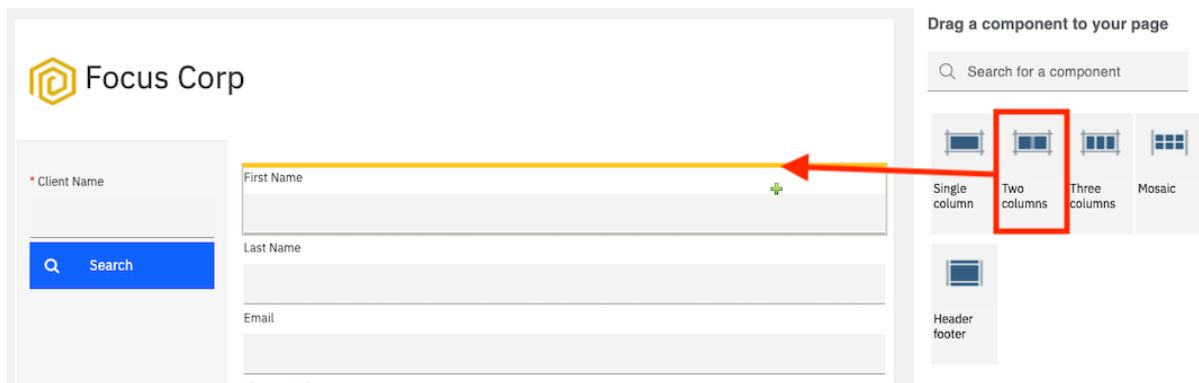 Drag a component to your page
Search for a component
Focus Corp
* Client Name
Search
First Name
Last Name
Email
Single
column
Two
columns
Three
columns
Mosaic
Header
footer